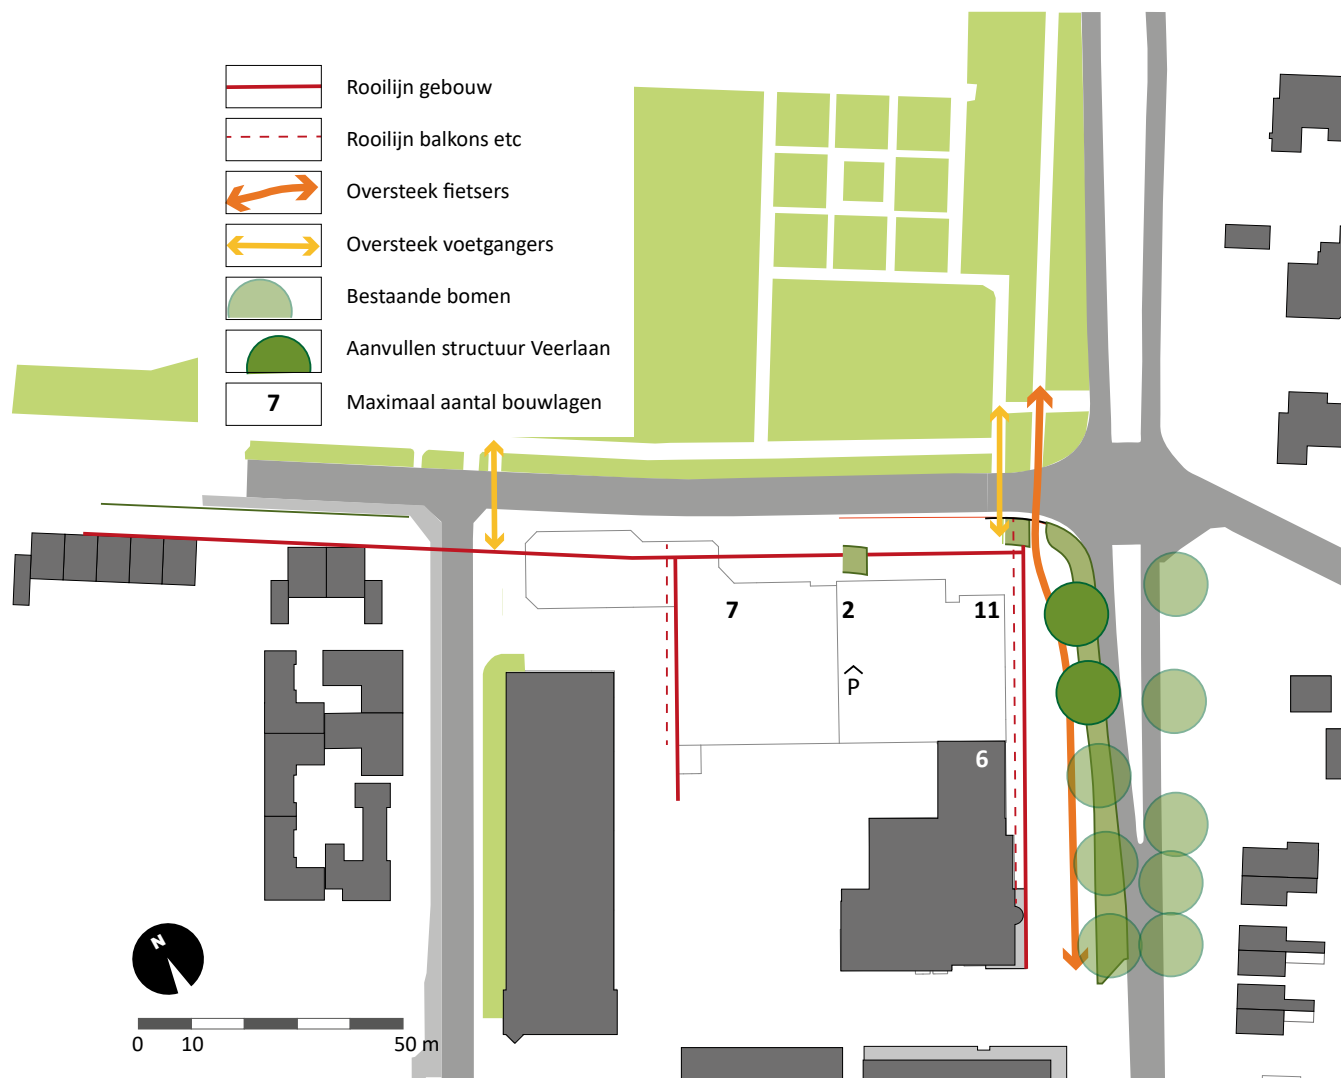 Rooilijn gebouw
Rooilijn balkons etc
Oversteek fietsers
Oversteek voetgangers
Bestaande bomen
Aanvullen structuur Veerlaan
7 Maximaal aantal bouwlagen
7 2 11
P
6
N
0 10 50 m